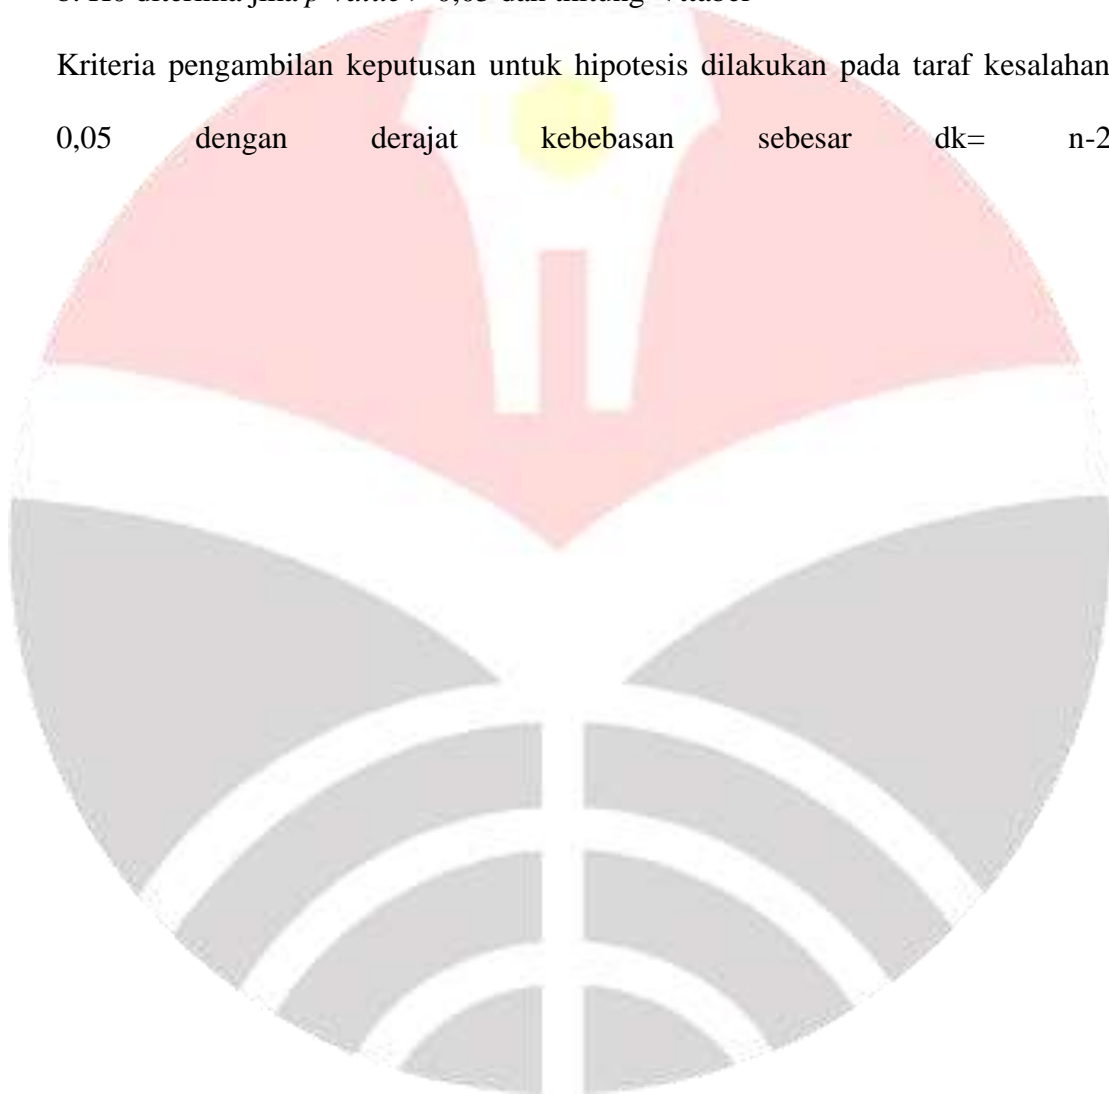 Kriteria pengambilan keputusan untuk hipotesis dilakukan pada taraf kesalahan
0,05 dengan derajat kebebasan sebesar dk= n-2